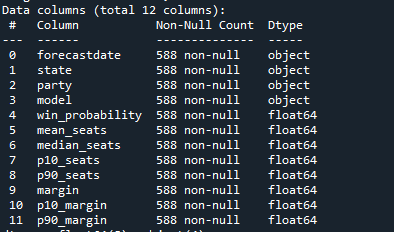 Data columns (total 12 columns):
# Column Non-Null Count Dtype
--- ------ -------------- -----
0 forecastdate 588 non-null object
1 state 588 non-null object
2 party 588 non-null object
3 model 588 non-null object
4 win_probability 588 non-null float64
5 mean_seats 588 non-null float64
6 median_seats 588 non-null float64
7 p10_seats 588 non-null float64
8 p90_seats 588 non-null float64
9 margin 588 non-null float64
10 p10_margin 588 non-null float64
11 p90_margin 588 non-null float64